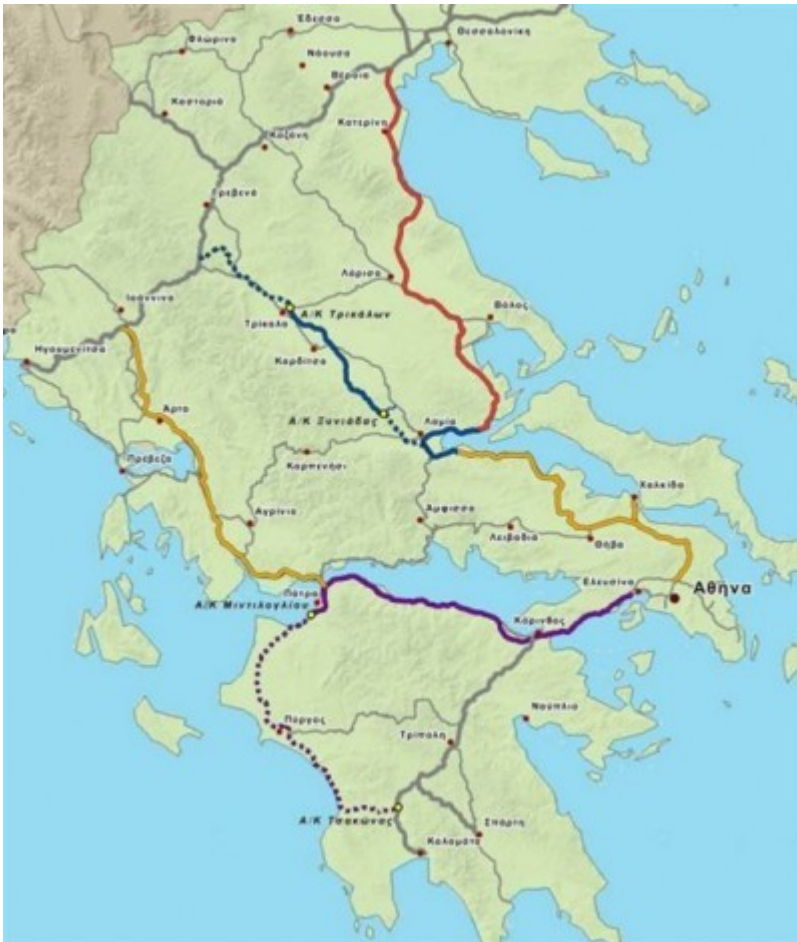 Έδεσσα
Φλώρινα
Θεσσαλονίκη
Νάουσα
Βέροια
Καστοριά
Κατερίνη
Κοζάνη
Γρεβενά
Λάρισα
Ιωάννινα
Α/Κ Τρικάλων
Βόλος
Τρίκαλα
Ηγουμενίτσα
Καρδίτσα
Άρτα
Α/Κ Ξυνιάδας
Λαμία
Πρέβεζα
Καρπενήσι
Χαλκίδα
Αγρίνιο
Άμφισσα
Λειβαδιά
Θήβα
Ελευσίνα
Αθήνα
Πάτρα
Α/Κ Μιντιλογλίου
Κόρινθος
Ναύπλιο
Πύργος
Τρίπολη
Α/Κ Τσακώνας
Σπάρτη
Καλαμάτα